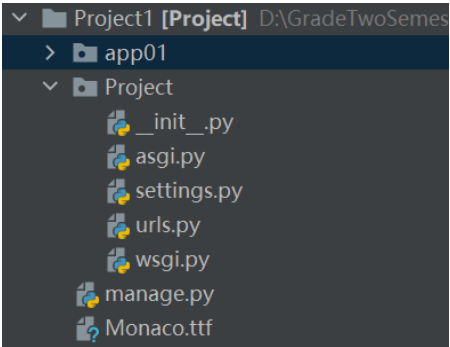 Project1 [Project] D:\GradeTwoSemes
app01
Project
__init__.py
asgi.py
settings.py
urls.py
wsgi.py
manage.py
Monaco.ttf